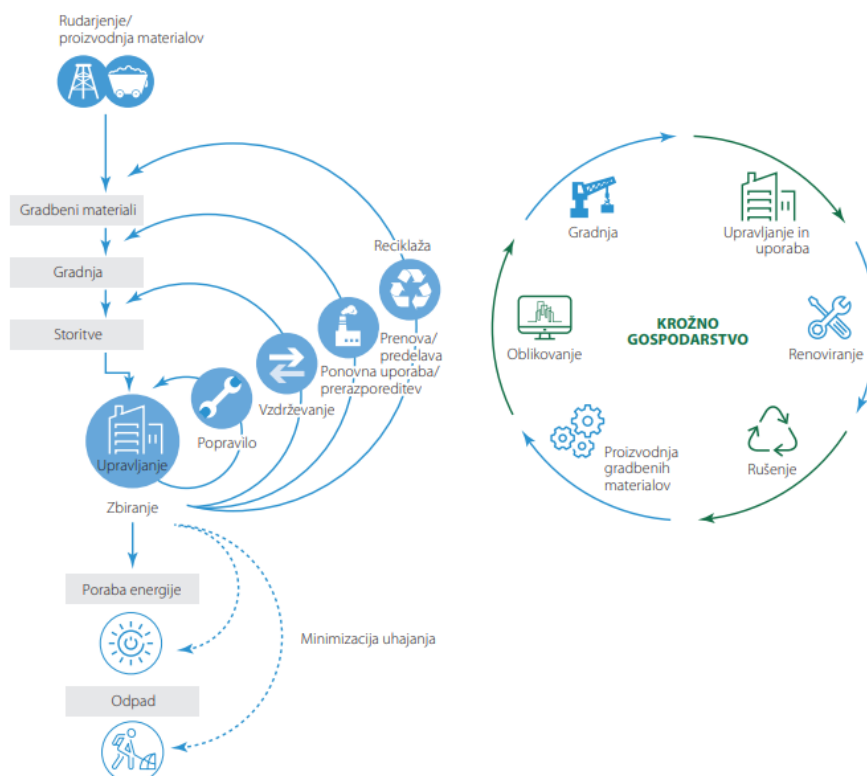 Rudarjenje/
proizvodnja materialov
Gradbeni materiali
Gradnja
Storitve
Upravljanje
Popravilo
Vzdrževanje
Ponovna uporaba/
prerazporeditev
Prenova/
predelava
Reciklaža
Zbiranje
Poraba energije
Odpad
Minimizacija uhajanja
KROŽNO
GOSPODARSTVO
Gradnja
Upravljanje in
uporaba
Renoviranje
Rušenje
Proizvodnja
gradbenih
materialov
Oblikovanje